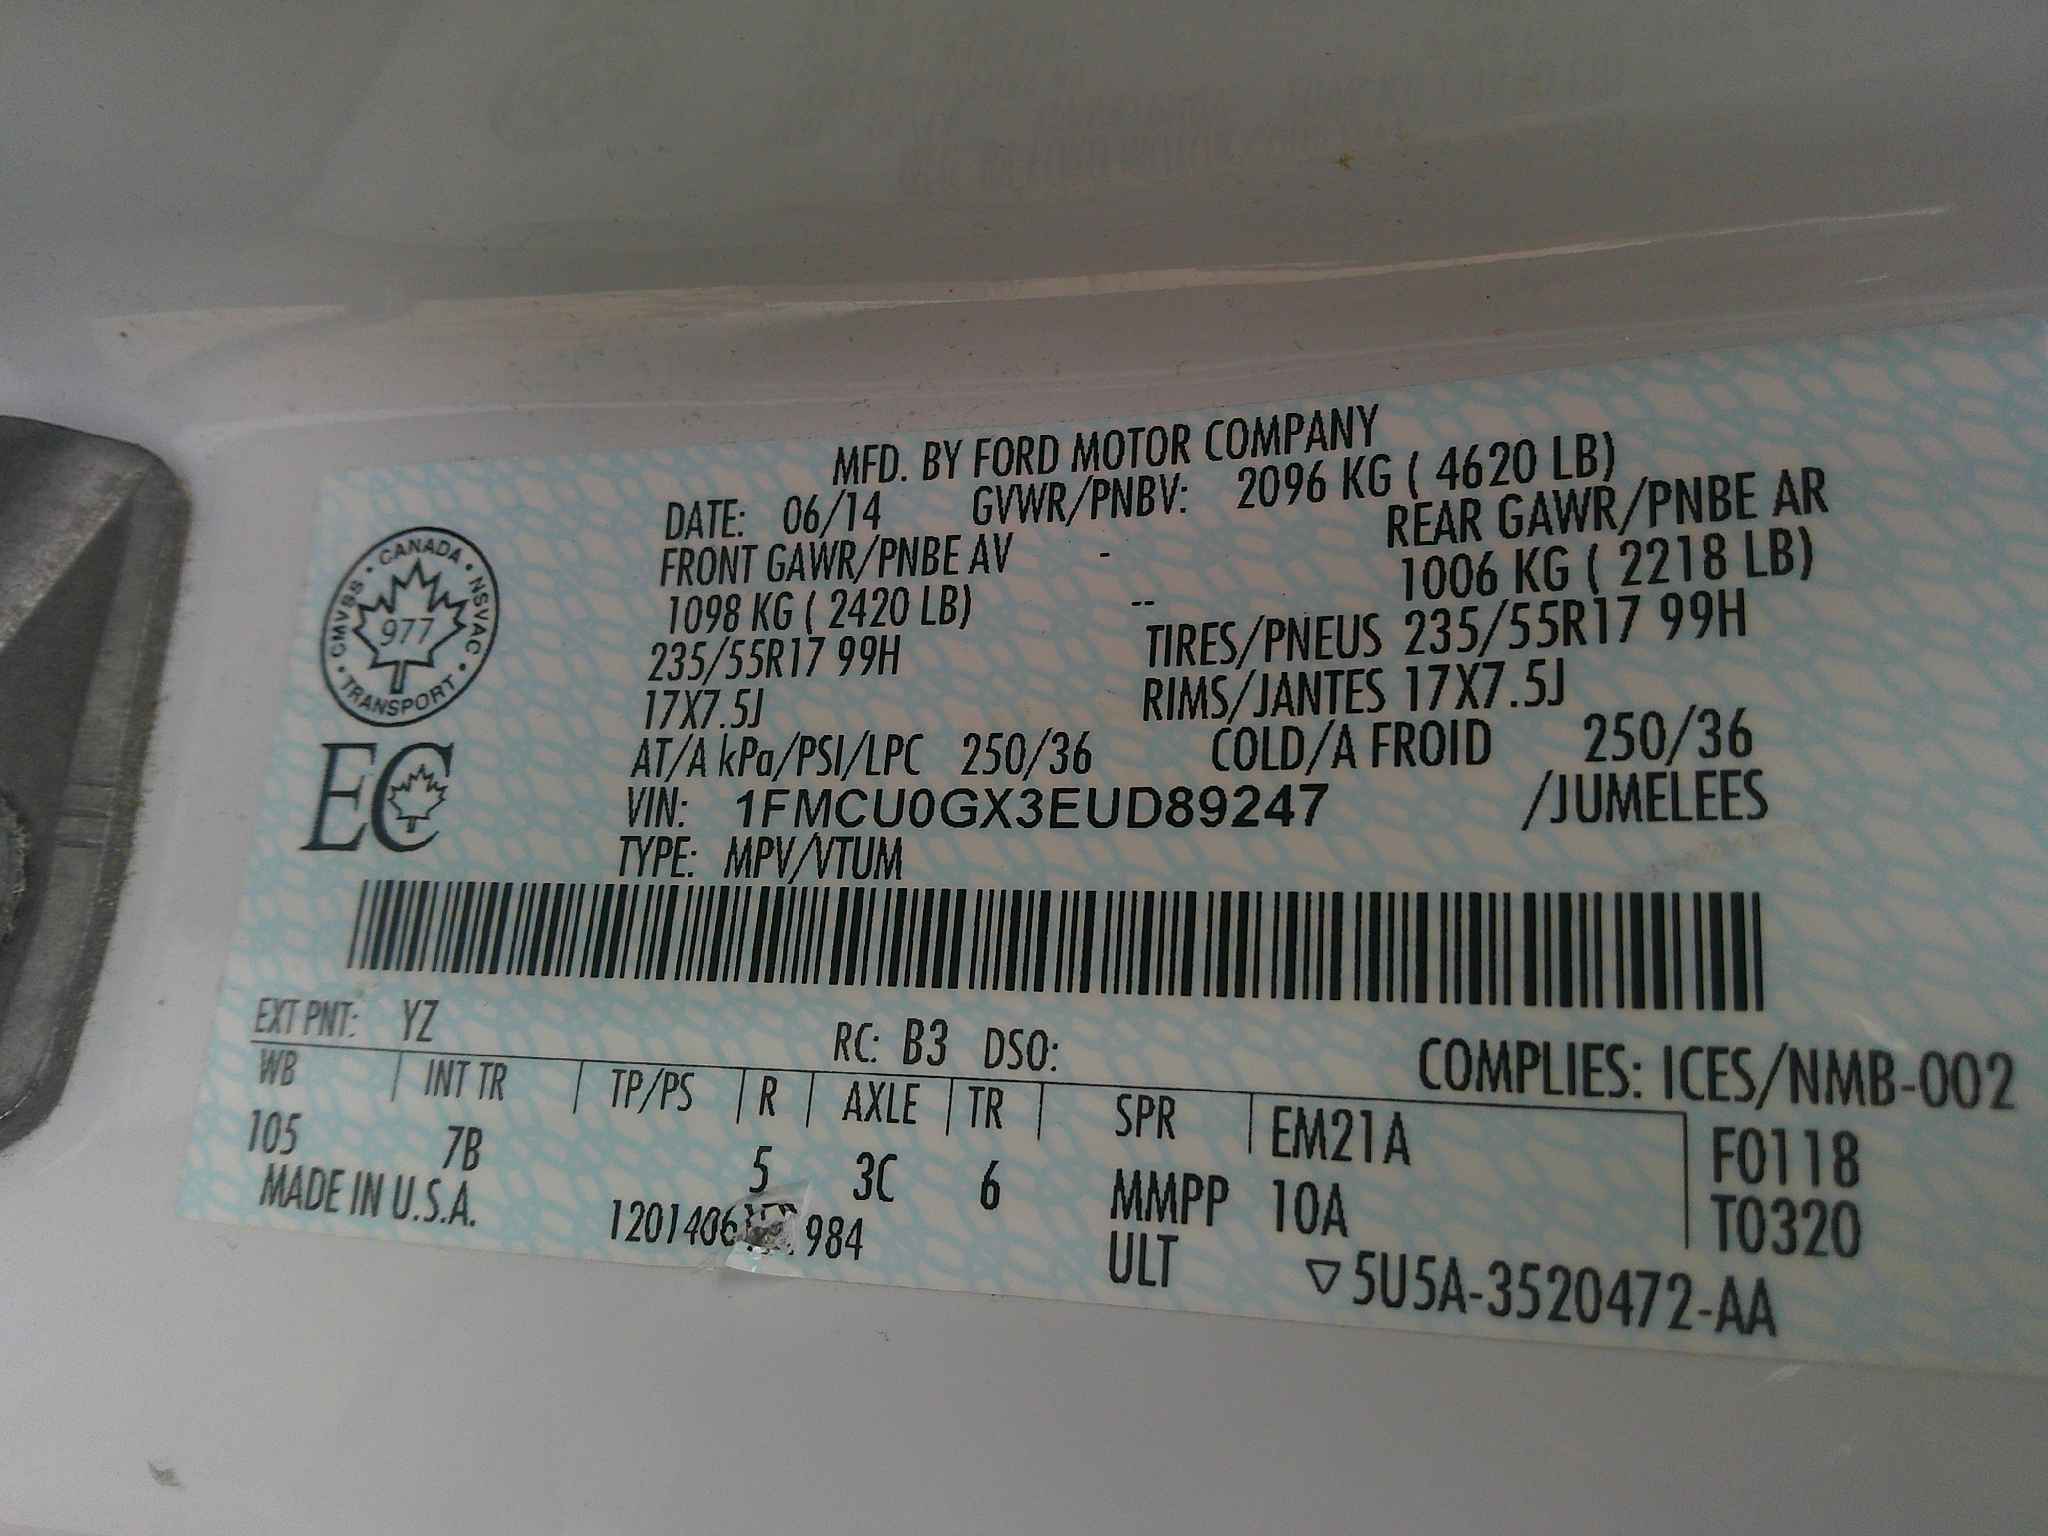 MFD. BY FORD MOTOR COMPANY
DATE: 06/14 GVWR/PNBV: 2096 KG ( 4620 LB)
FRONT GAWR/PNBE AV - REAR GAWR/PNBE AR
1098 KG ( 2420 LB) -- 1006 KG ( 2218 LB)
235/55R17 99H TIRES/PNEUS 235/55R17 99H
17X7.5J RIMS/JANTES 17X7.5J
AT/A kPa/PSI/LPC 250/36 COLD/A FROID 250/36
VIN: 1FMCU0GX3EUD89247 /JUMELEES
TYPE: MPV/VTUM
CANADA • NSVAC • TRANSPORT • CMVSS •
977
EC
EXT PNT: YZ RC: B3 DSO:
COMPLIES: ICES/NMB-002
WB INT TR TP/PS R AXLE TR SPR EM21A F0118
105 7B 5 3C 6 MMPP 10A T0320
MADE IN U.S.A. ULT ▽5U5A-3520472-AA